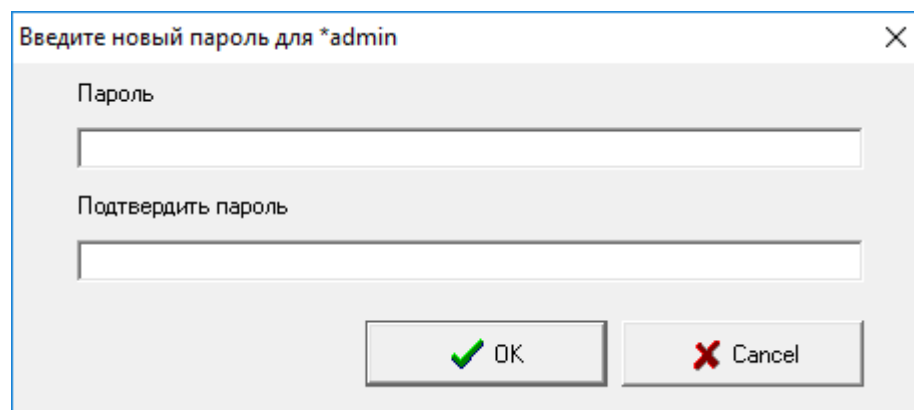 Введите новый пароль для *admin
Пароль
Подтвердить пароль
OK Cancel